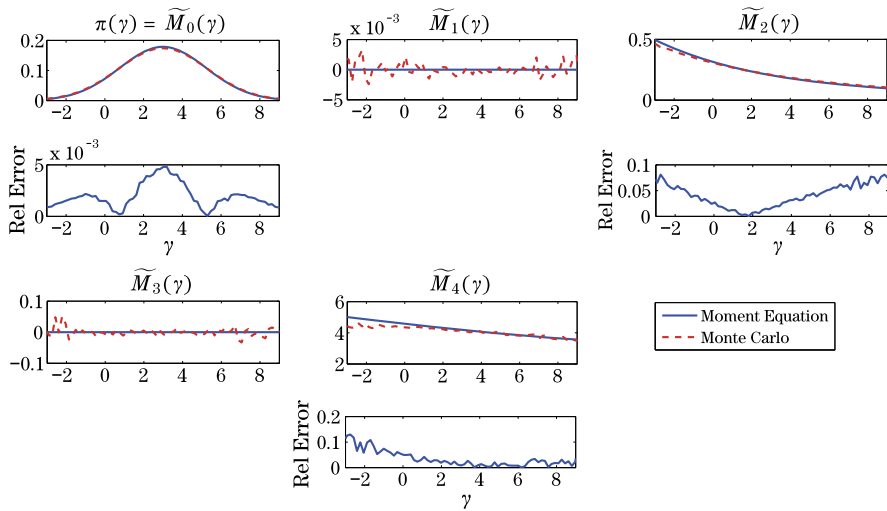 π(γ) = M̃₀(γ)
0.2
0.1
0
−2 0 2 4 6 8
M̃₁(γ)
x 10⁻³
5
0
−5
−2 0 2 4 6 8
M̃₂(γ)
0.5
0
−2 0 2 4 6 8
Rel Error
x 10⁻³
5
0
−2 0 2 4 6 8
γ
Rel Error
0.1
0.05
0
−2 0 2 4 6 8
γ
M̃₃(γ)
0.1
0
−0.1
−2 0 2 4 6 8
M̃₄(γ)
6
4
2
−2 0 2 4 6 8
Moment Equation
Monte Carlo
Rel Error
0.2
0.1
0
−2 0 2 4 6 8
γ